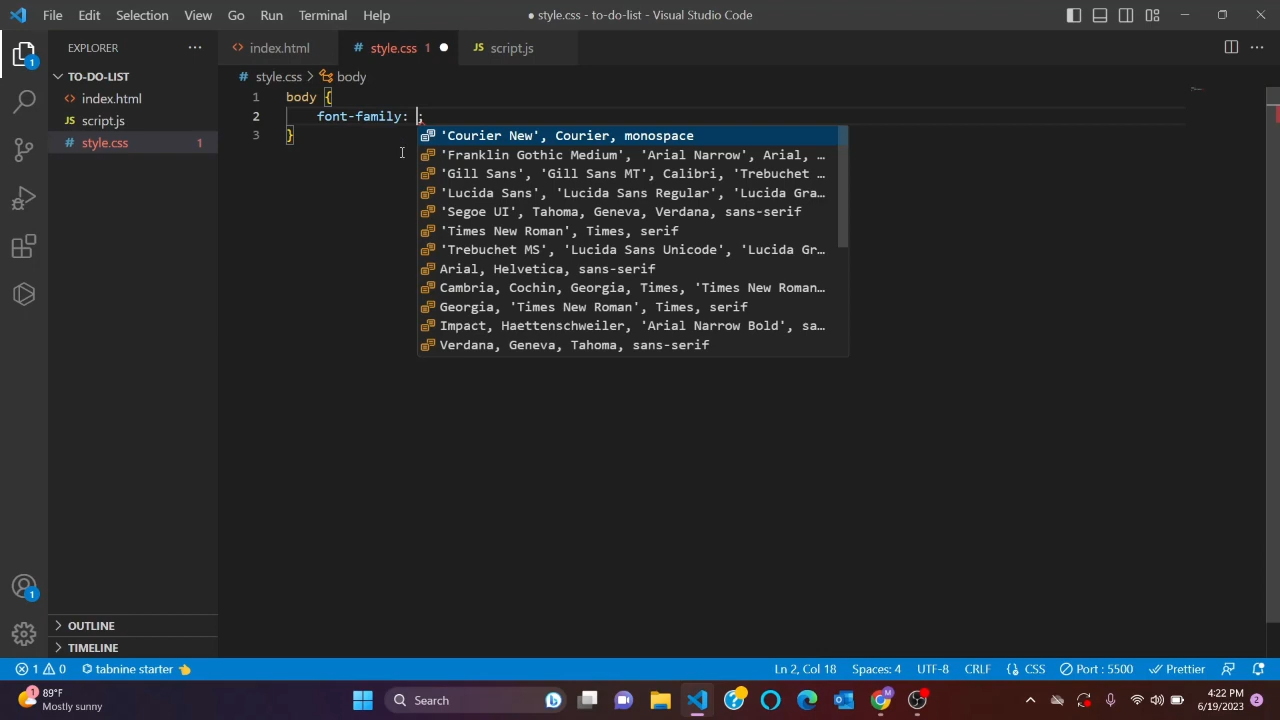 File Edit Selection View Go Run Terminal Help
● style.css - to-do-list - Visual Studio Code
EXPLORER
index.html
style.css 1
script.js
TO-DO-LIST
index.html
script.js
style.css 1
style.css > body
1 body {
2 font-family: ;
3 }
'Courier New', Courier, monospace
'Franklin Gothic Medium', 'Arial Narrow', Arial, …
'Gill Sans', 'Gill Sans MT', Calibri, 'Trebuchet …
'Lucida Sans', 'Lucida Sans Regular', 'Lucida Gra…
'Segoe UI', Tahoma, Geneva, Verdana, sans-serif
'Times New Roman', Times, serif
'Trebuchet MS', 'Lucida Sans Unicode', 'Lucida Gr…
Arial, Helvetica, sans-serif
Cambria, Cochin, Georgia, Times, 'Times New Roman…
Georgia, 'Times New Roman', Times, serif
Impact, Haettenschweiler, 'Arial Narrow Bold', sa…
Verdana, Geneva, Tahoma, sans-serif
1
1
OUTLINE
TIMELINE
1 0 tabnine starter
Ln 2, Col 18 Spaces: 4 UTF-8 CRLF CSS Port : 5500 Prettier
1
89°F
Mostly sunny
Search
4:22 PM
6/19/2023
2